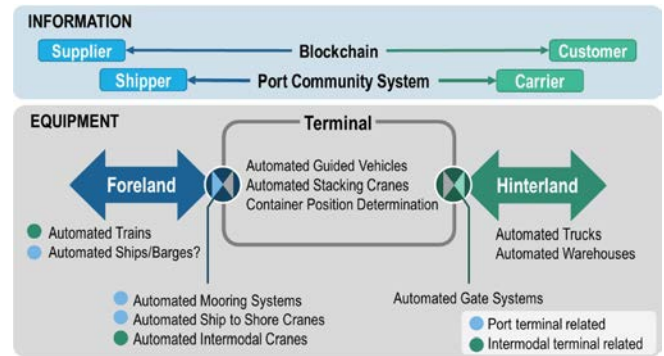 INFORMATION
Supplier Blockchain Customer
Shipper Port Community System Carrier
EQUIPMENT
Terminal
Foreland
Automated Guided Vehicles
Automated Stacking Cranes
Container Position Determination
Hinterland
Automated Trains
Automated Ships/Barges?
Automated Trucks
Automated Warehouses
Automated Mooring Systems
Automated Ship to Shore Cranes
Automated Intermodal Cranes
Automated Gate Systems
Port terminal related
Intermodal terminal related